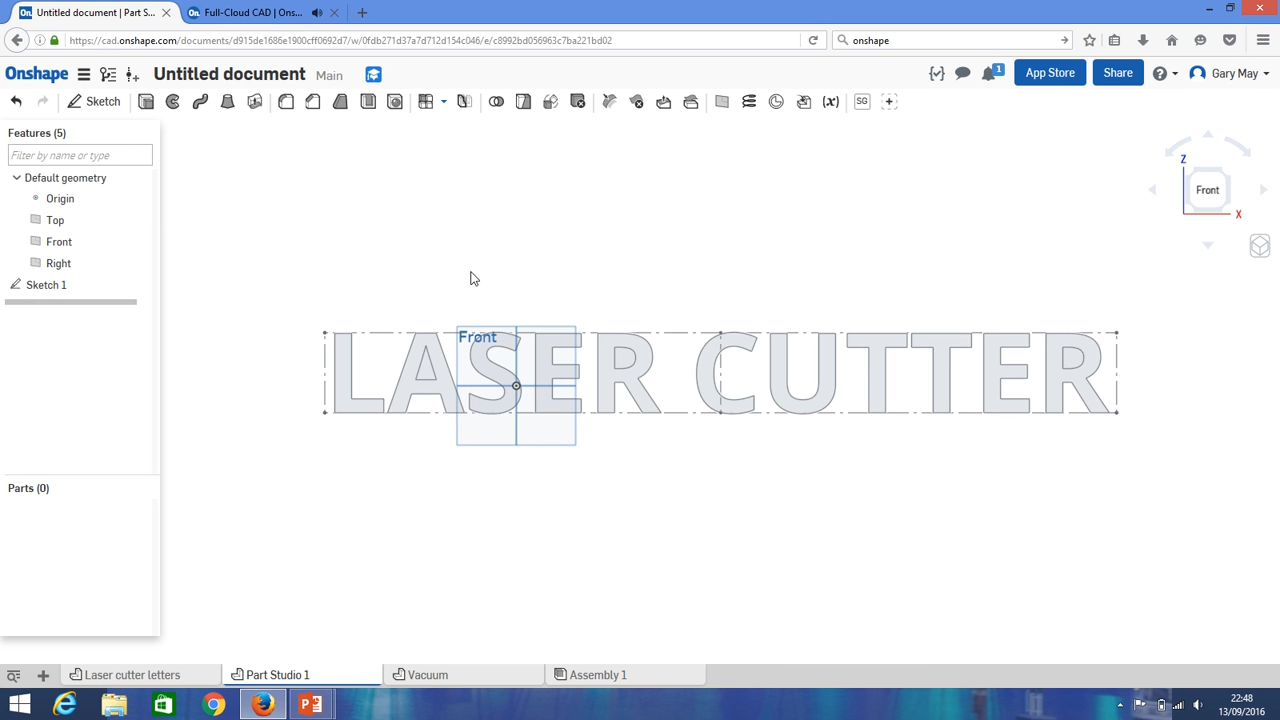 Untitled document | Part S...
Full-Cloud CAD | Ons...
https://cad.onshape.com/documents/d915de1686e1900cff0692d7/w/0fdb271d37a7d712d154c046/e/c8992bd056963c7ba221bd02
onshape
Onshape
Untitled document
Main
1
App Store
Share
Gary May
Sketch
(x)
SG
Features (5)
Filter by name or type
Default geometry
Origin
Top
Front
Right
Sketch 1
Parts (0)
Z
Front
X
Front
LASER CUTTER
Laser cutter letters
Part Studio 1
Vacuum
Assembly 1
22:48
13/09/2016